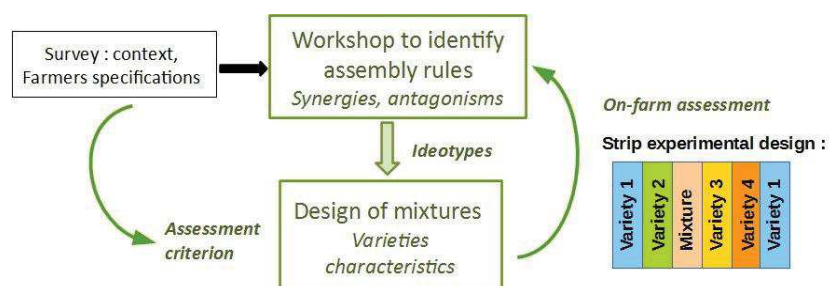 Survey : context,
Farmers specifications
Workshop to identify
assembly rules
Synergies, antagonisms
Ideotypes
Assessment
criterion
Design of mixtures
Varieties
characteristics
On-farm assessment
Strip experimental design :
Variety 1
Variety 2
Mixture
Variety 3
Variety 4
Variety 1